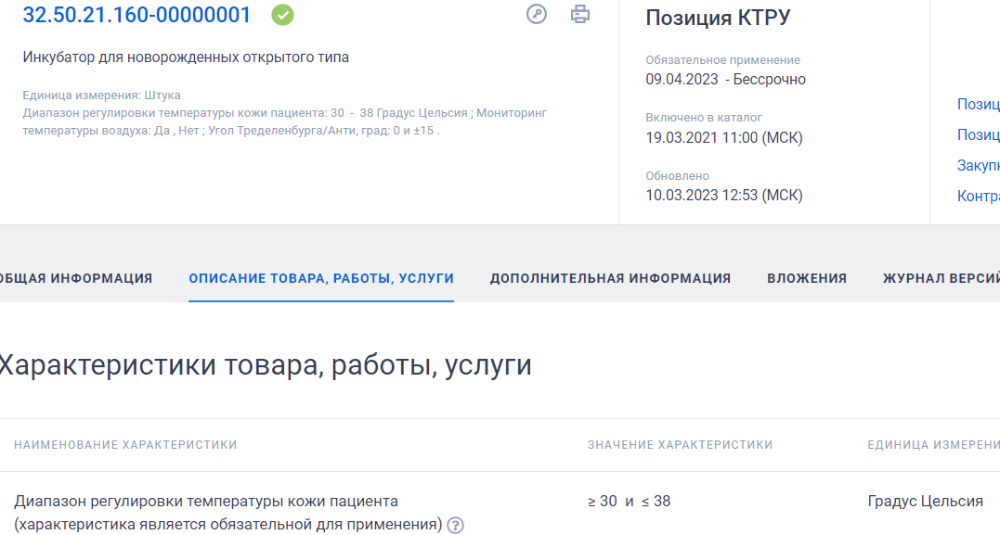 32.50.21.160-00000001
Инкубатор для новорожденных открытого типа
Единица измерения: Штука
Диапазон регулировки температуры кожи пациента: 30 - 38 Градус Цельсия ; Мониторинг
температуры воздуха: Да , Нет ; Угол Тределенбурга/Анти, град: 0 и ±15 .
Позиция КТРУ
Обязательное применение
09.04.2023 - Бессрочно
Включено в каталог
19.03.2021 11:00 (МСК)
Обновлено
10.03.2023 12:53 (МСК)
Позиц
Позиц
Закупк
Контра
ОБЩАЯ ИНФОРМАЦИЯ
ОПИСАНИЕ ТОВАРА, РАБОТЫ, УСЛУГИ
ДОПОЛНИТЕЛЬНАЯ ИНФОРМАЦИЯ
ВЛОЖЕНИЯ
ЖУРНАЛ ВЕРСИЙ
Характеристики товара, работы, услуги
НАИМЕНОВАНИЕ ХАРАКТЕРИСТИКИ
ЗНАЧЕНИЕ ХАРАКТЕРИСТИКИ
ЕДИНИЦА ИЗМЕРЕНИ
Диапазон регулировки температуры кожи пациента
(характеристика является обязательной для применения) ?
≥ 30 и ≤ 38
Градус Цельсия